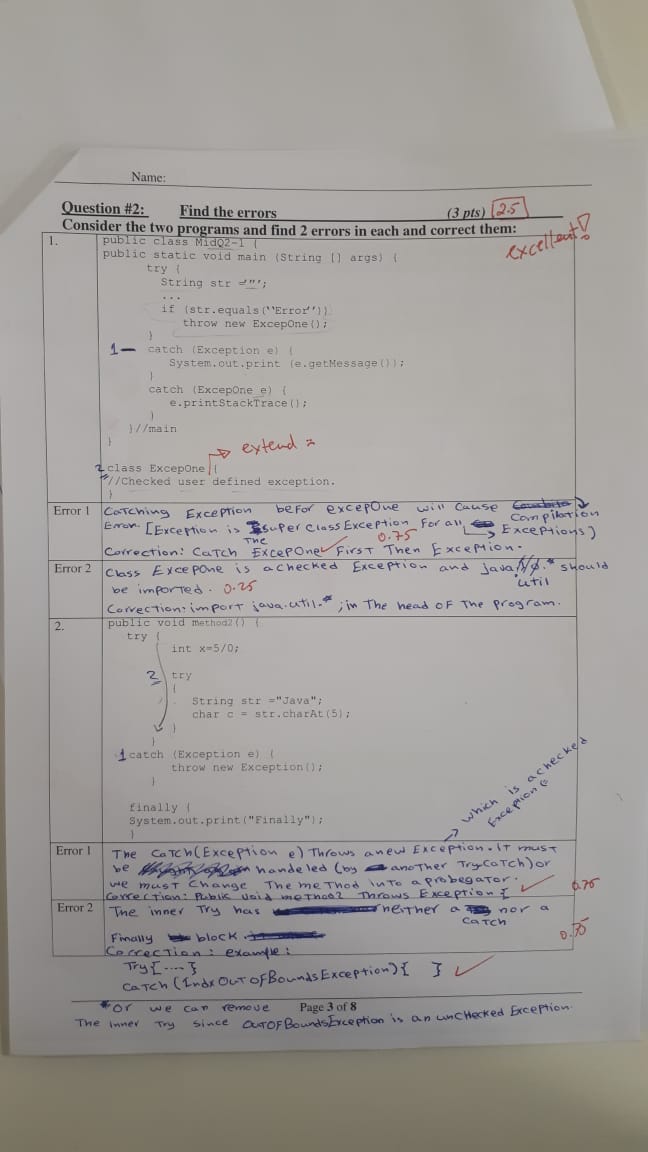 Name:
Question #2: Find the errors (3 pts) 2.5
Consider the two programs and find 2 errors in each and correct them:
excellent!
1. public class MidQ2-1 {
public static void main (String [] args) {
try {
String str ="";
...
if (str.equals("Error"))
throw new ExcepOne();
}
1- catch (Exception e) {
System.out.print (e.getMessage());
}
catch (ExcepOne e) {
e.printStackTrace();
}
}//main
}
extend
2 class ExcepOne {
//Checked user defined exception.
}
Error 1 Catching Exception befor excepOne will cause Compilation
Error. [Exception is The super class Exception For all Exceptions]
0.75
Correction: Catch ExcepOne First Then Exception.
Error 2 Class ExcepOne is a checked Exception and java.util.* should
be imported. 0.25
Correction: import java.util.*; in The head of The program.
2. public void method2() {
try {
int x=5/0;
2 try
{
String str ="Java";
char c = str.charAt(5);
}
}
1 catch (Exception e) {
throw new Exception();
}
finally {
System.out.print("Finally");
}
which is a checked
Exception
Error 1 The Catch(Exception e) Throws a new Exception. It must
be handeled (by another Try Catch) or
we must Change The method into a probegator.
Correction: Public void method2 Throws Exception { 0.75
Error 2 The inner Try has neither a catch nor a
Finally block. 0.75
Correction: example:
Try{....}
Catch (IndxOutOfBoundsException) { }
*or we can remove Page 3 of 8
The inner Try since OutOfBoundsException is an unchecked Exception.